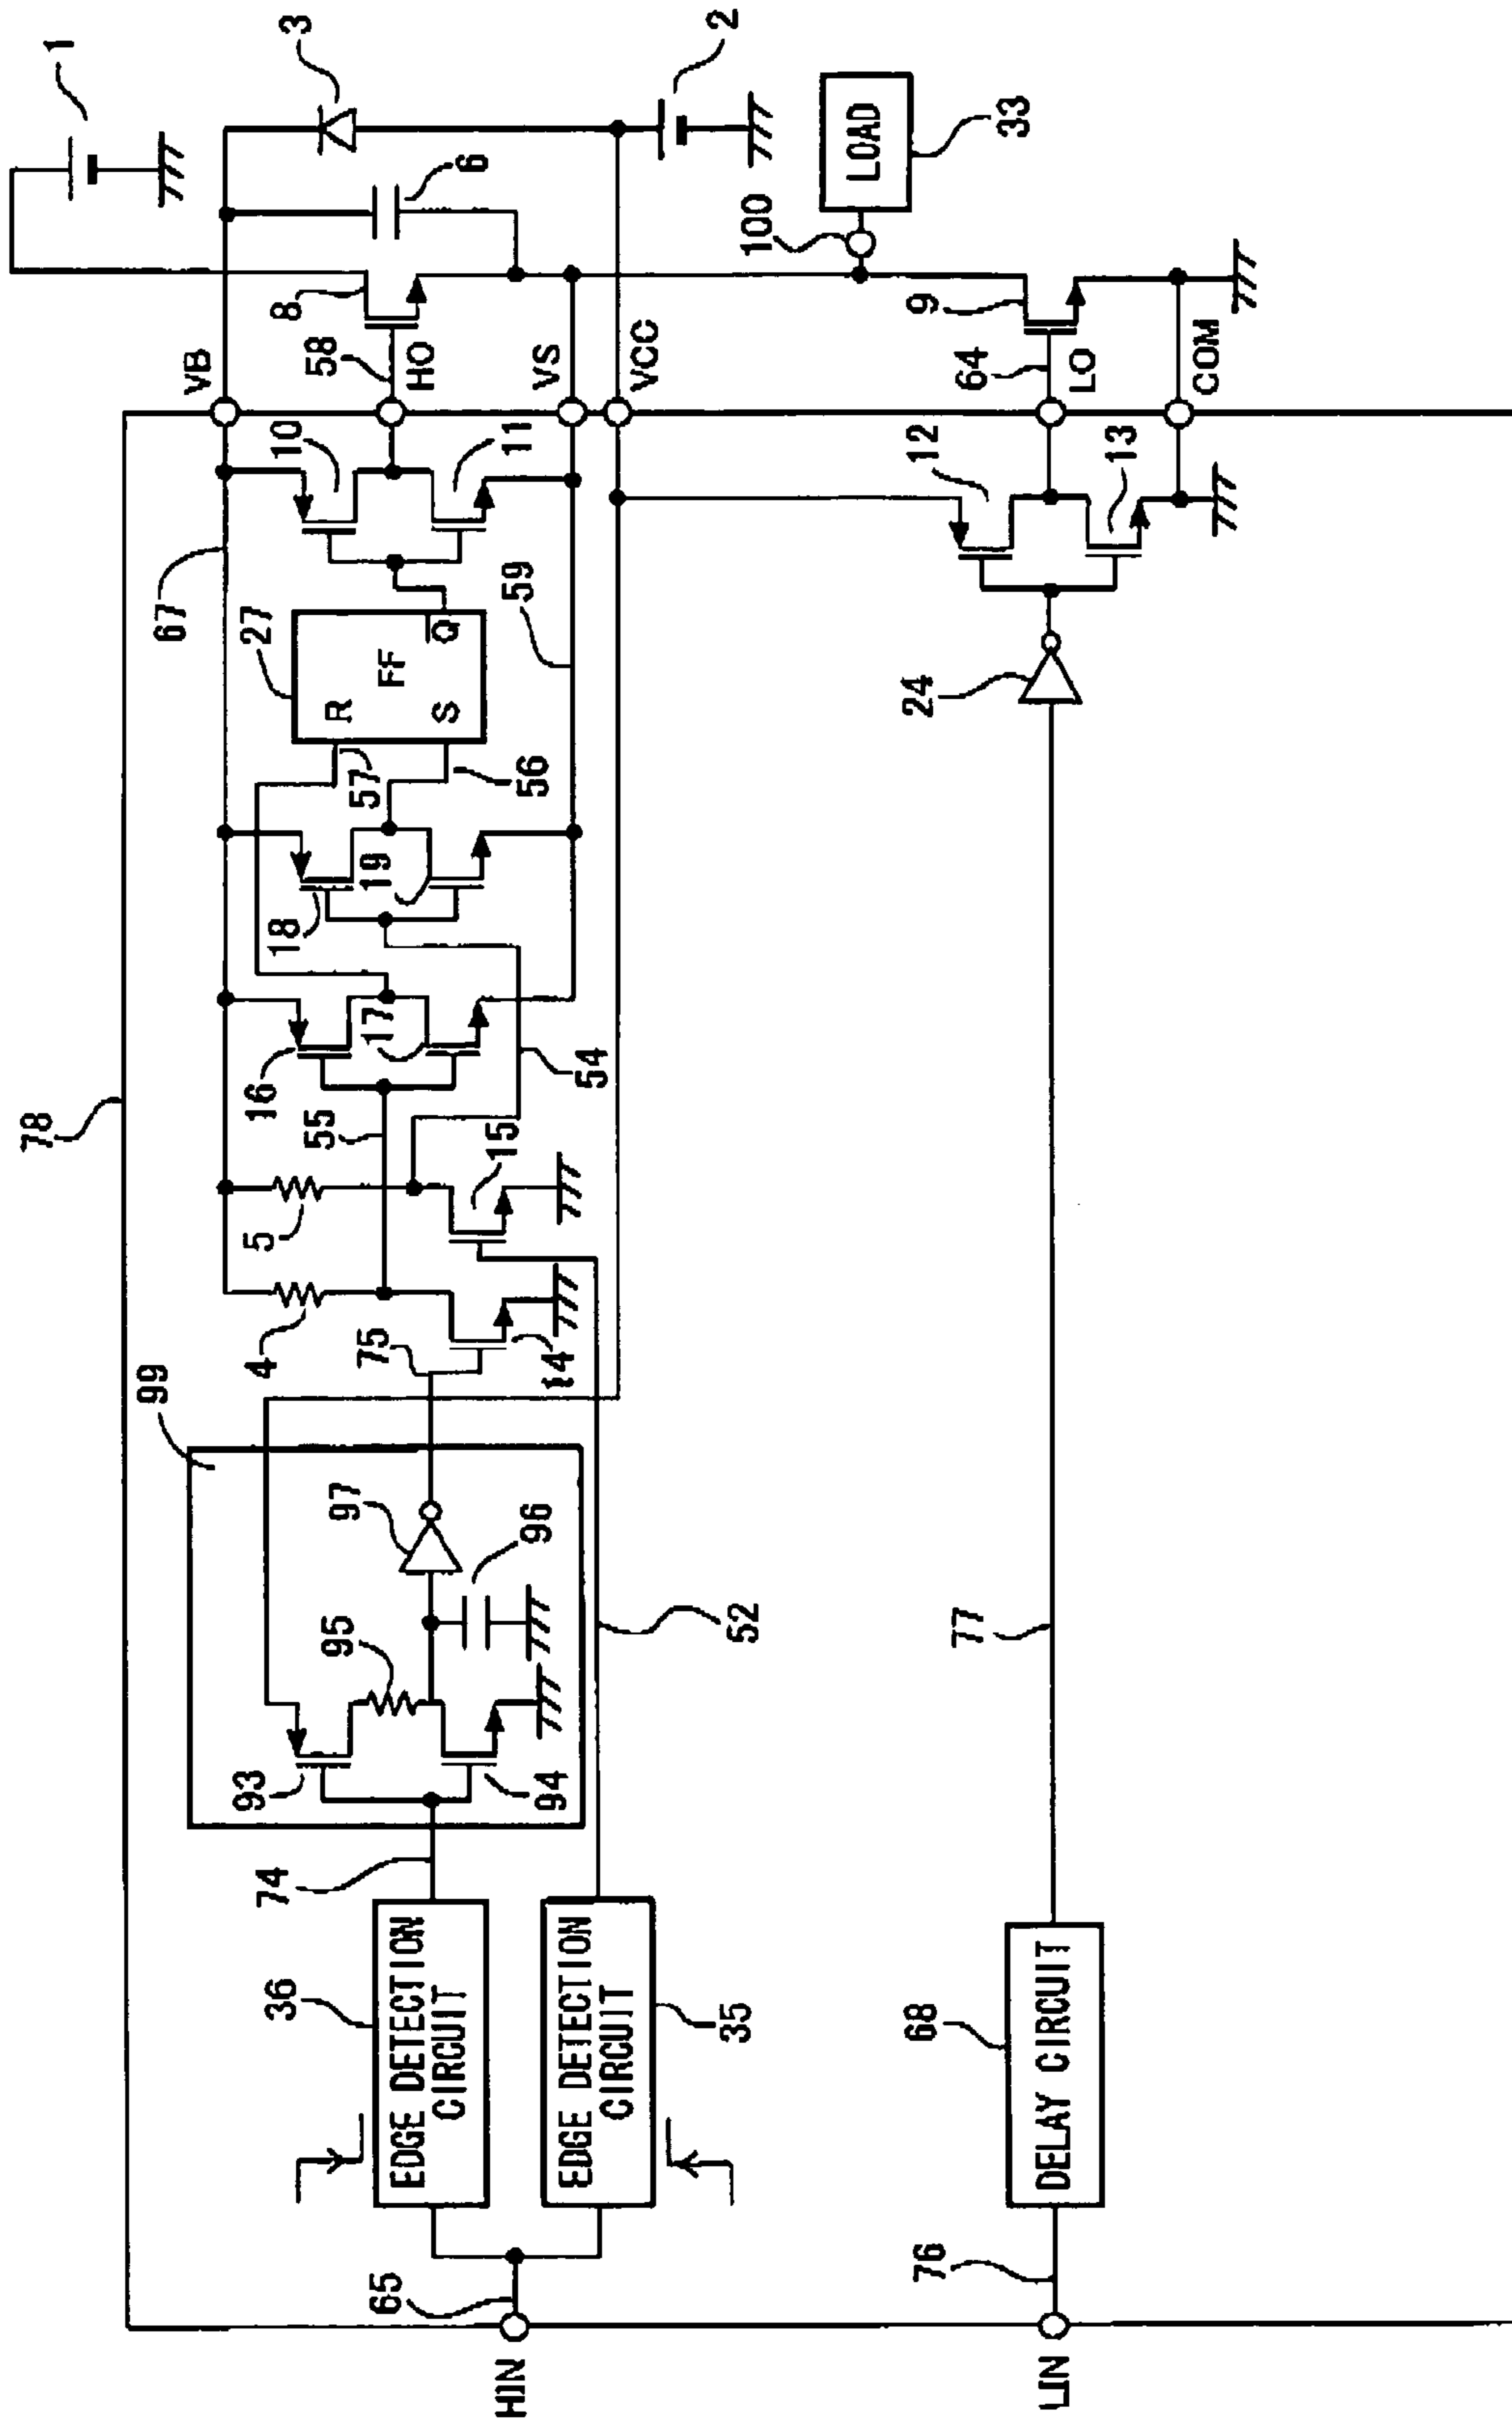 1
3
2
6
LOAD
33
100
8
9
VB
58
HO
VS
VCC
64
LO
COM
10
11
12
13
67
27
R
FF
Q
S
59
24
57
56
18
19
16
17
54
78
55
5
15
4
75
14
99
97
96
95
52
77
93
94
74
36
EDGE DETECTION
CIRCUIT
EDGE DETECTION
CIRCUIT
35
68
DELAY CIRCUIT
65
76
HIN
LIN